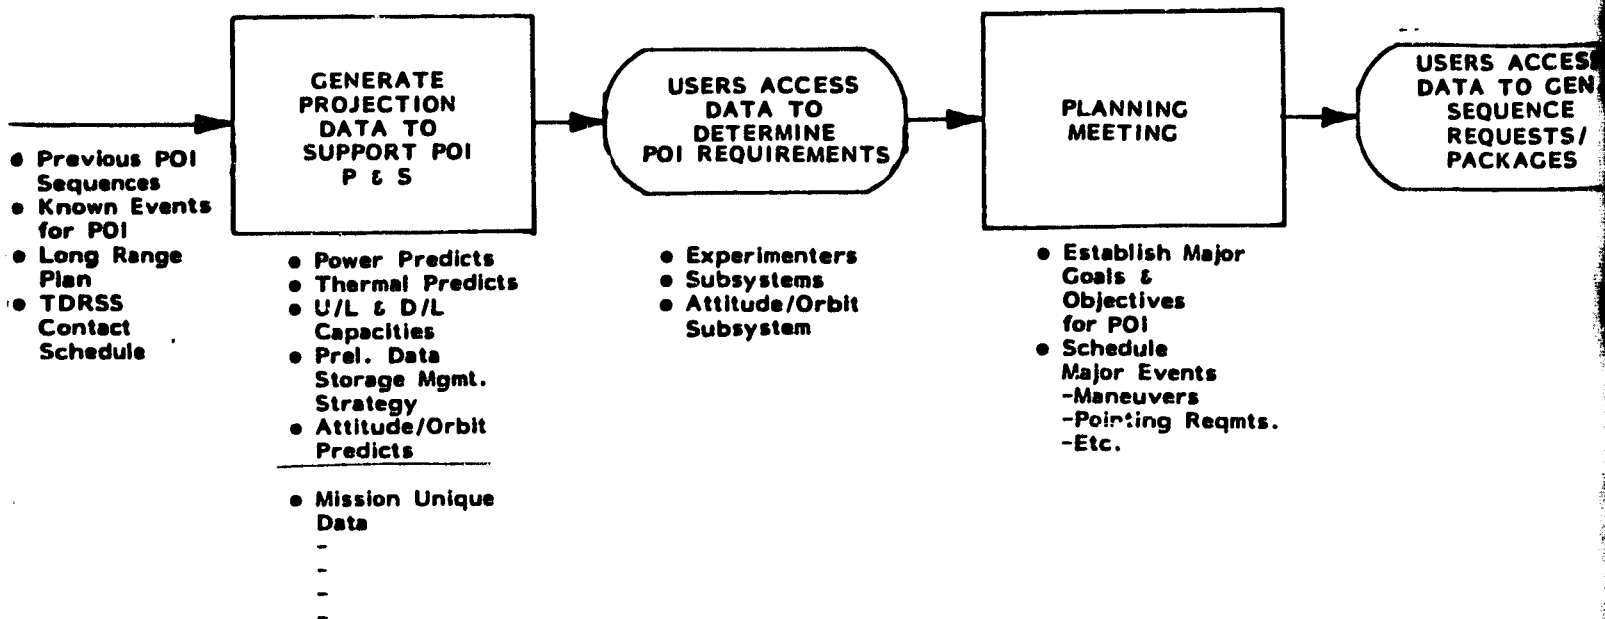 GENERATE
PROJECTION
DATA TO
SUPPORT POI
P & S
USERS ACCESS
DATA TO
DETERMINE
POI REQUIREMENTS
PLANNING
MEETING
USERS ACCESS
DATA TO GEN
SEQUENCE
REQUESTS/
PACKAGES
● Previous POI
Sequences
● Known Events
for POI
● Long Range
Plan
● TDRSS
Contact
Schedule
● Power Predicts
● Thermal Predicts
● U/L & D/L
Capacities
● Prel. Data
Storage Mgmt.
Strategy
● Attitude/Orbit
Predicts
● Mission Unique
Data
-
-
-
-
● Experimenters
● Subsystems
● Attitude/Orbit
Subsystem
● Establish Major
Goals &
Objectives
for POI
● Schedule
Major Events
-Maneuvers
-Pointing Reqmts.
-Etc.